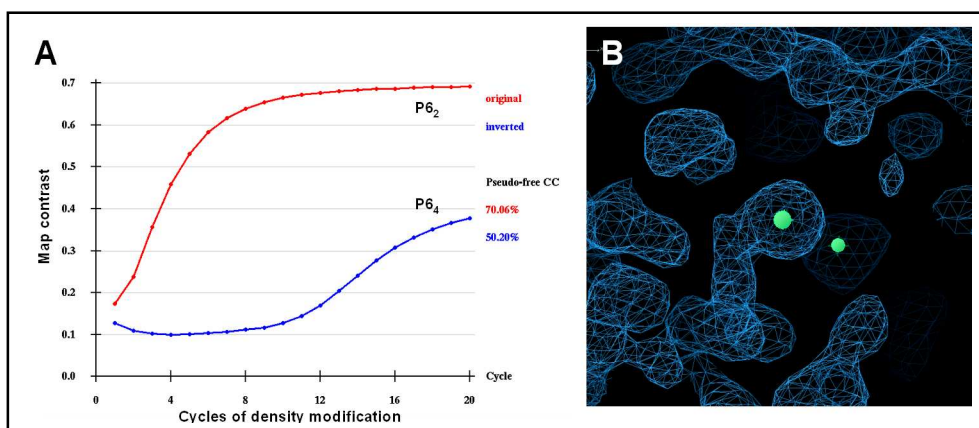 A
B
0.7
0.6
0.5
0.4
0.3
0.2
0.1
0.0
Map contrast
P6₂
P6₄
original
inverted
Pseudo-free CC
70.06%
50.20%
Cycle
0
4
8
12
16
20
Cycles of density modification